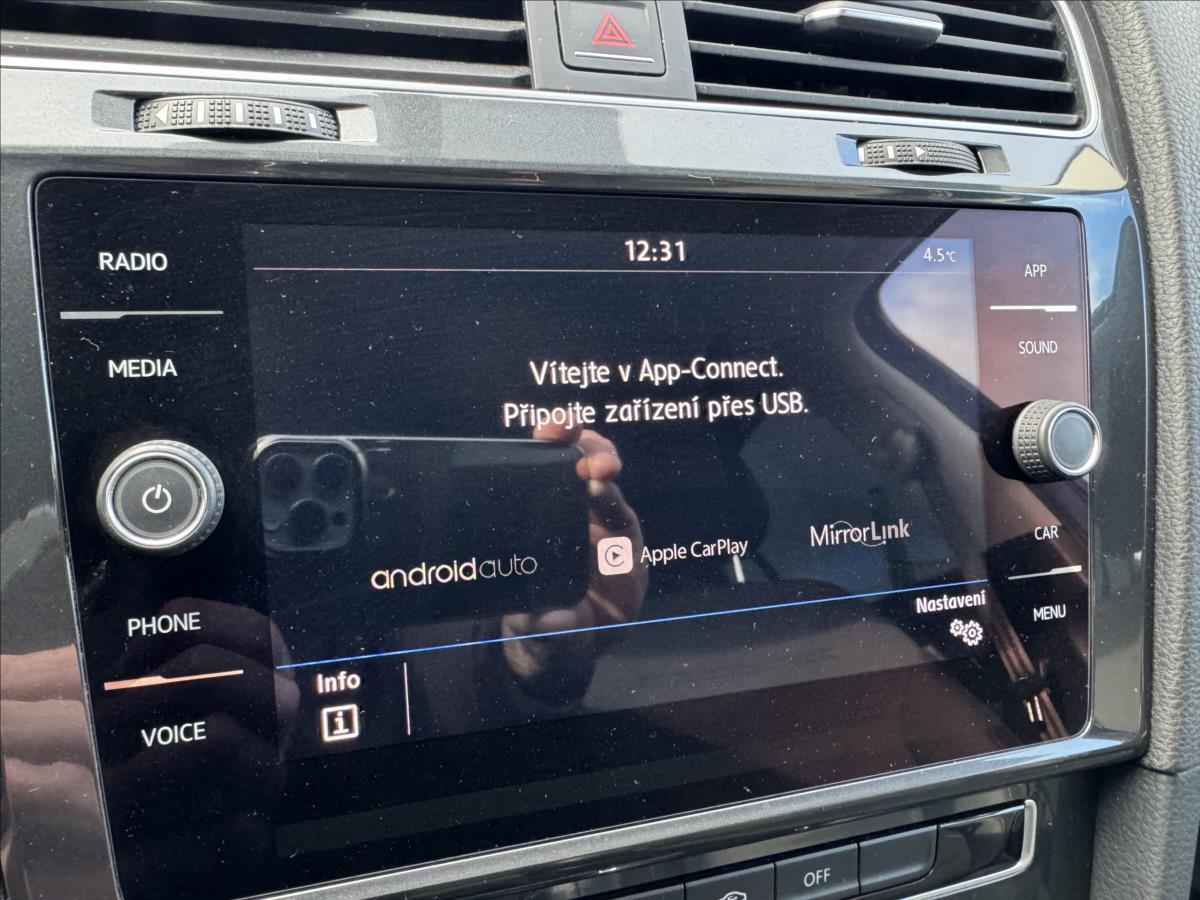 RADIO
MEDIA
PHONE
VOICE
12:31
4.5°C
Vítejte v App-Connect.
Připojte zařízení přes USB.
androidauto
Apple CarPlay
MirrorLink
Nastavení
Info
i
APP
SOUND
CAR
MENU
OFF